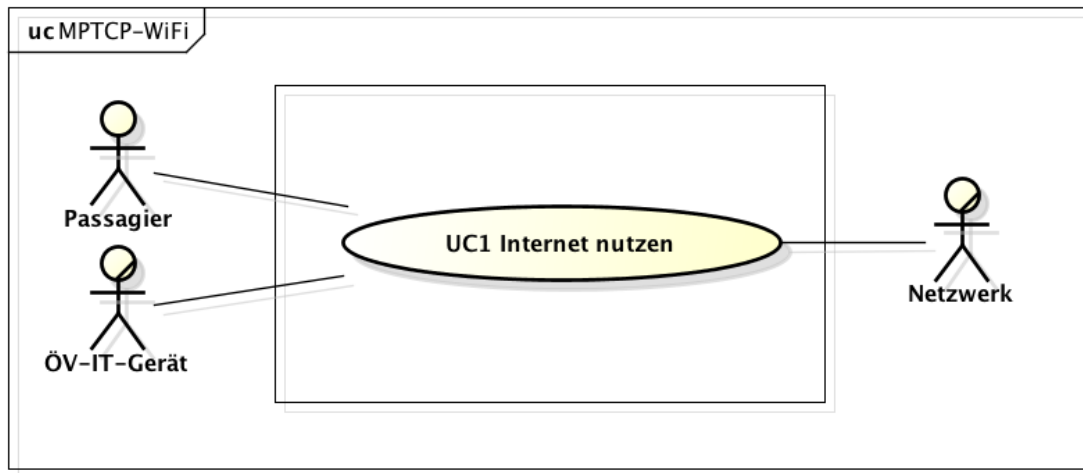 uc MPTCP-WiFi
Passagier
UC1 Internet nutzen
ÖV-IT-Gerät
Netzwerk